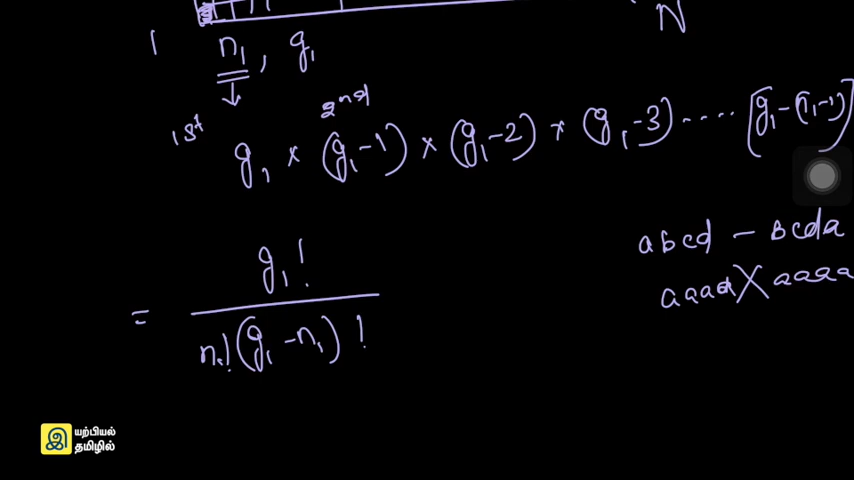 N
1 n₁, g₁
1st 2nd
g₁ × (g₁-1) × (g₁-2) × (g₁-3) .... [g₁-(n₁-1)]
abcd - bcda
g₁!
aaaa aaaa
= n₁!(g₁-n₁)!
இ யற்பியல்
தமிழில்